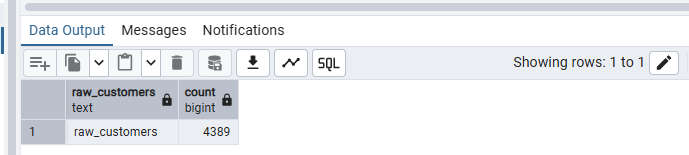 Data Output Messages Notifications
SQL Showing rows: 1 to 1
raw_customers count
text bigint
1 raw_customers 4389